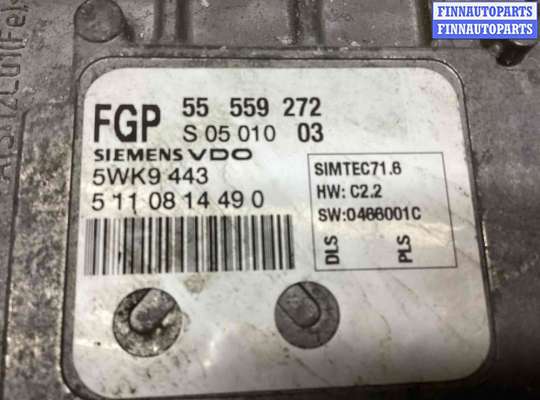 FINNAUTOPARTS
FINNAUTOPARTS
FGP 55 559 272
S 05 010 03
SIEMENS VDO
5WK9 443
5 11 08 14 49 0
SIMTEC71.6
HW: C2.2
SW:0466001C
DLS
PLS